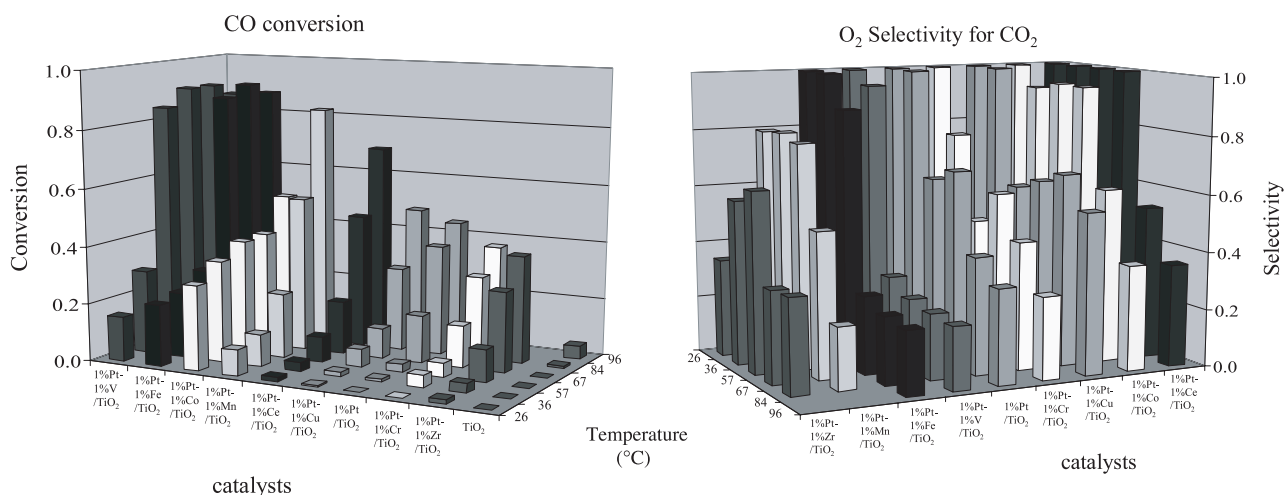 CO conversion
1.0
0.8
0.6
0.4
0.2
0.0
Conversion
1%Pt-
1%V
/TiO2
1%Pt-
1%Fe
/TiO2
1%Pt-
1%Co
/TiO2
1%Pt-
1%Mn
/TiO2
1%Pt-
1%Ce
/TiO2
1%Pt-
1%Cu
/TiO2
1%Pt
/TiO2
1%Pt-
1%Cr
/TiO2
1%Pt-
1%Zr
/TiO2
TiO2
26
36
57
67
84
96
catalysts
Temperature
(°C)
O2 Selectivity for CO2
26
36
57
67
84
96
1%Pt-
1%Zr
/TiO2
1%Pt-
1%Mn
/TiO2
1%Pt-
1%Fe
/TiO2
1%Pt-
1%V
/TiO2
1%Pt
/TiO2
1%Pt-
1%Cr
/TiO2
1%Pt-
1%Cu
/TiO2
1%Pt-
1%Co
/TiO2
1%Pt-
1%Ce
/TiO2
1.0
0.8
0.6
0.4
0.2
0.0
Selectivity
catalysts